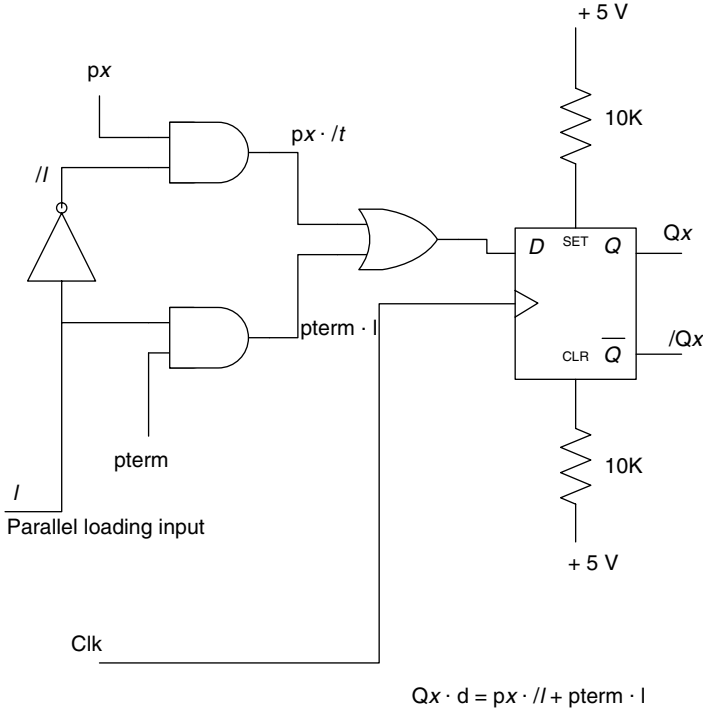 + 5 V
px
10K
px · /t
/l
Qx
D
SET
Q
pterm · l
/Qx
CLR
Q
pterm
10K
l
Parallel loading input
+ 5 V
Clk
Qx · d = px · /l + pterm · l